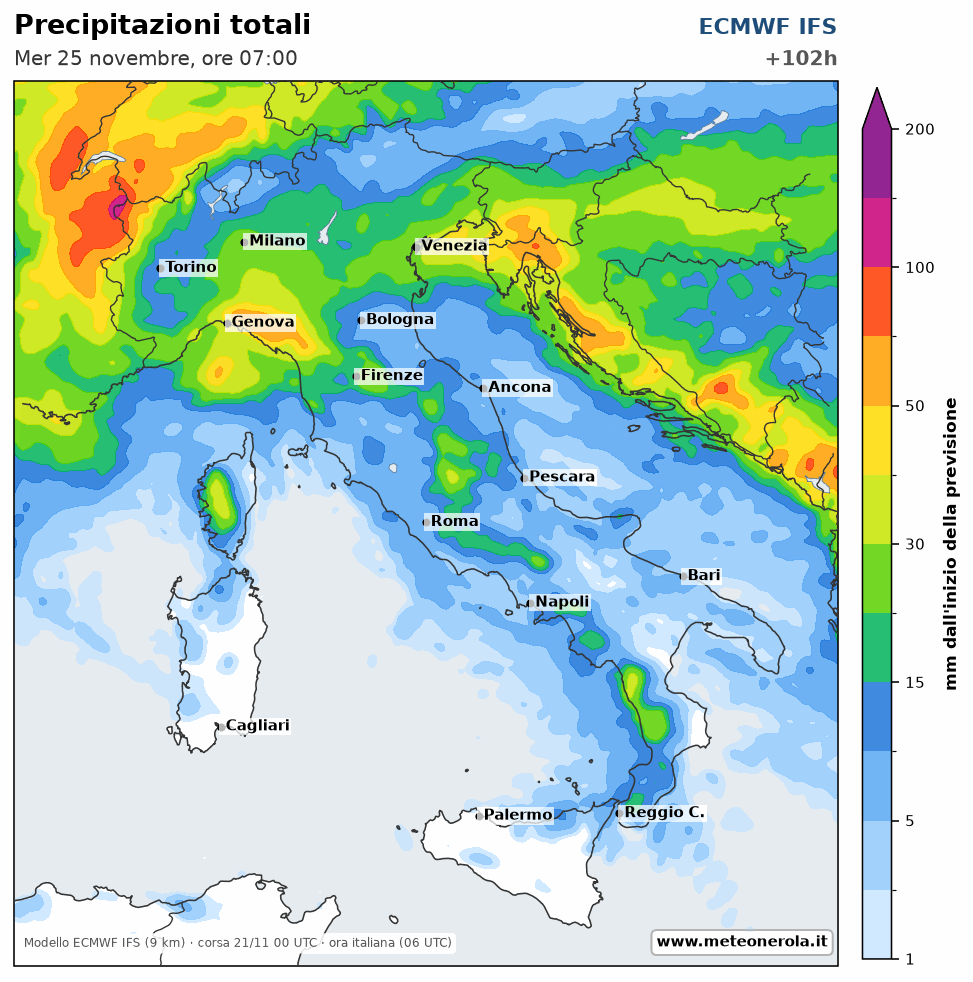 Precipitazioni totali
ECMWF IFS
Mer 25 novembre, ore 07:00
+102h
200
100
50
30
15
5
1
mm dall'inizio della previsione
Milano
Venezia
Torino
Genova
Bologna
Firenze
Ancona
Pescara
Roma
Bari
Napoli
Cagliari
Palermo
Reggio C.
Modello ECMWF IFS (9 km) · corsa 21/11 00 UTC · ora italiana (06 UTC)
www.meteonerola.it